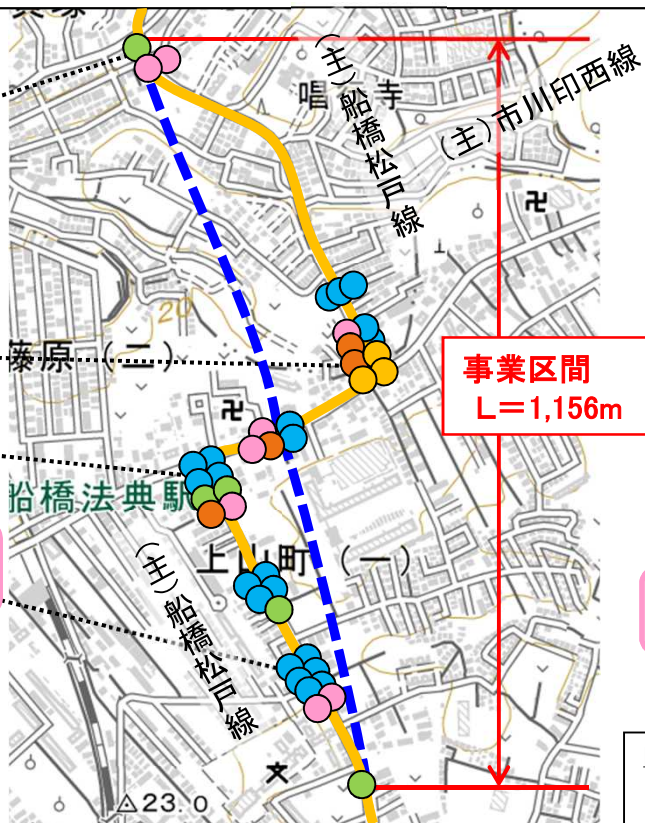 唱 寺
(主)船橋松戸線
(主)市川印西線
20
藤原(二)
事業区間
L=1,156m
船橋法典駅
上山町(一)
(主)船橋松戸線
△23.0